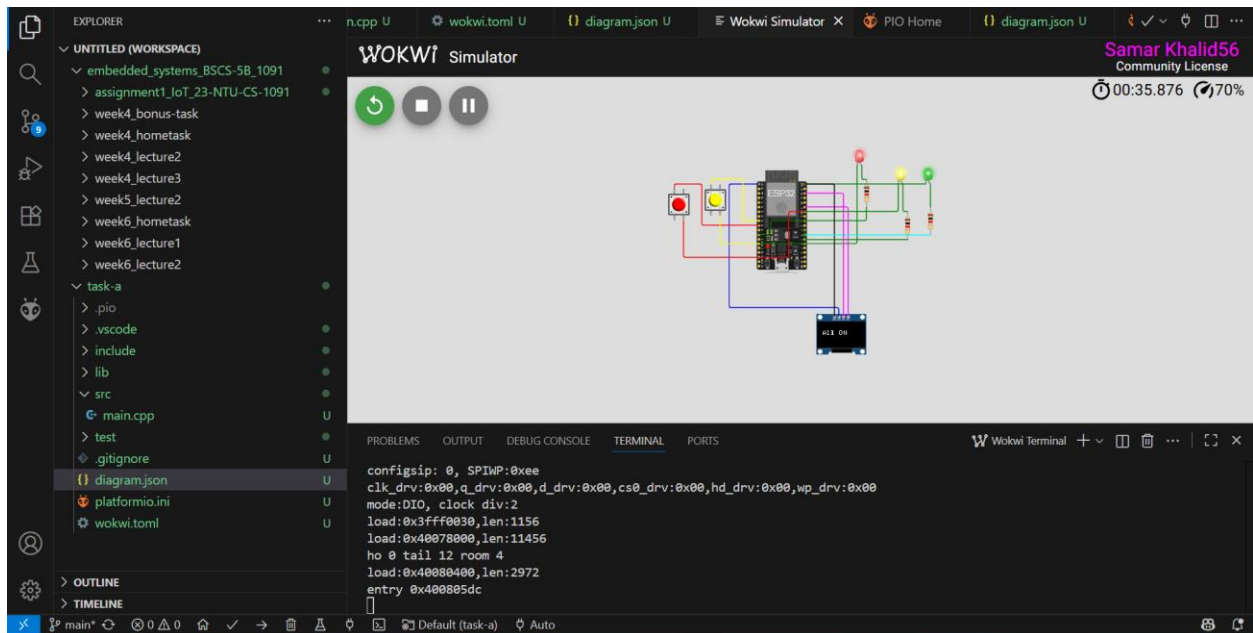 EXPLORER
n.cpp U
wokwi.toml U
{} diagram.json U
Wokwi Simulator
PIO Home
{} diagram.json U
UNTITLED (WORKSPACE)
embedded_systems_BSCS-5B_1091
assignment1_IoT_23-NTU-CS-1091
week4_bonus-task
week4_hometask
week4_lecture2
week4_lecture3
week5_lecture2
week6_hometask
week6_lecture1
week6_lecture2
task-a
.pio
.vscode
include
lib
src
main.cpp U
test
.gitignore U
{} diagram.json U
platformio.ini U
wokwi.toml U
OUTLINE
TIMELINE
9
WOKWI Simulator
Samar Khalid56
Community License
00:35.876 70%
ESP32
All ON
PROBLEMS OUTPUT DEBUG CONSOLE TERMINAL PORTS
Wokwi Terminal
configsip: 0, SPIWP:0xee
clk_drv:0x00,q_drv:0x00,d_drv:0x00,cs0_drv:0x00,hd_drv:0x00,wp_drv:0x00
mode:DIO, clock div:2
load:0x3fff0030,len:1156
load:0x40078000,len:11456
ho 0 tail 12 room 4
load:0x40080400,len:2972
entry 0x400805dc
main* 0 0 Default (task-a) Auto